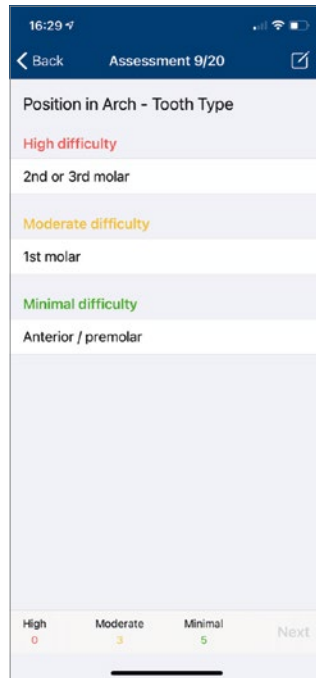 16:29
Back Assessment 9/20
Position in Arch - Tooth Type
High difficulty
2nd or 3rd molar
Moderate difficulty
1st molar
Minimal difficulty
Anterior / premolar
High Moderate Minimal
0 3 5 Next